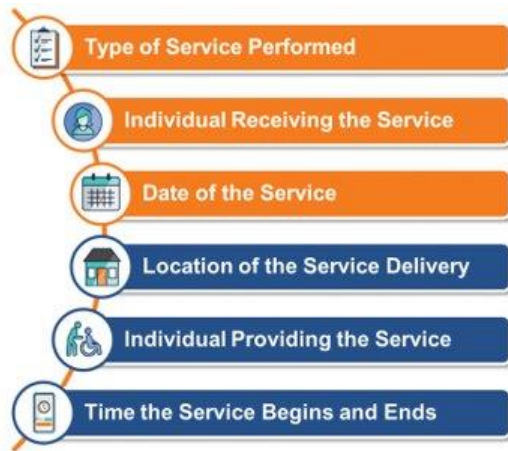 Type of Service Performed
Individual Receiving the Service
Date of the Service
Location of the Service Delivery
Individual Providing the Service
Time the Service Begins and Ends